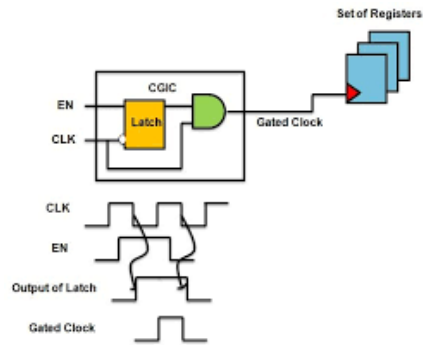 Set of Registers
CGIC
EN
Latch
CLK
Gated Clock
CLK
EN
Output of Latch
Gated Clock